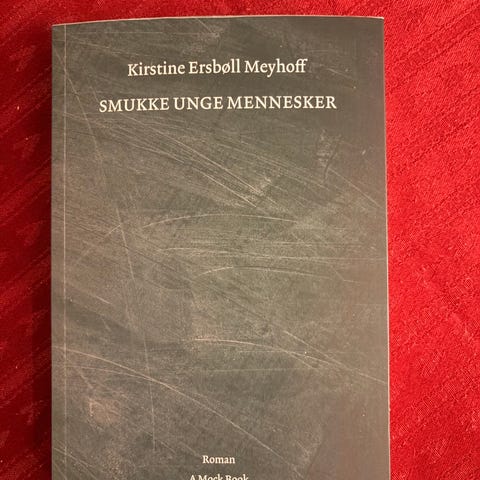 Kirstine Ersbøll Meyhoff
SMUKKE UNGE MENNESKER
Roman
A Mock Book